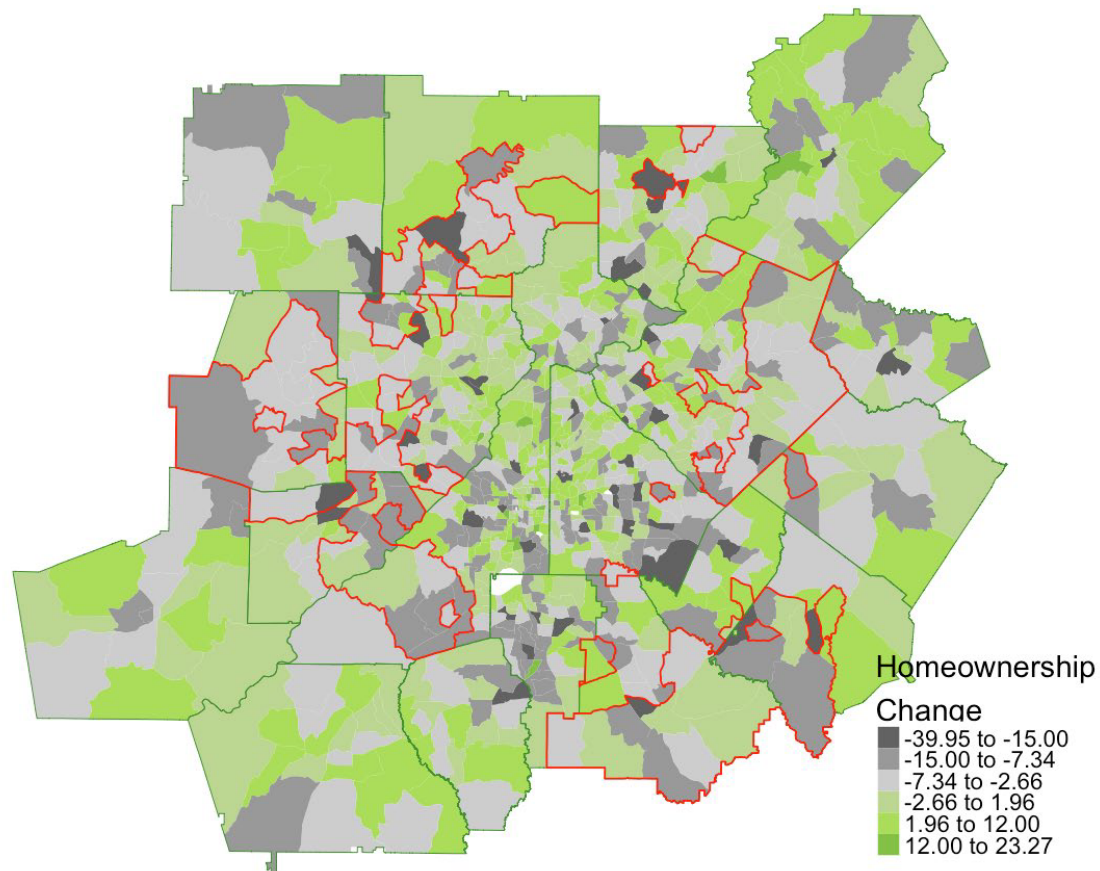 Homeownership
Change
-39.95 to -15.00
-15.00 to -7.34
-7.34 to -2.66
-2.66 to 1.96
1.96 to 12.00
12.00 to 23.27